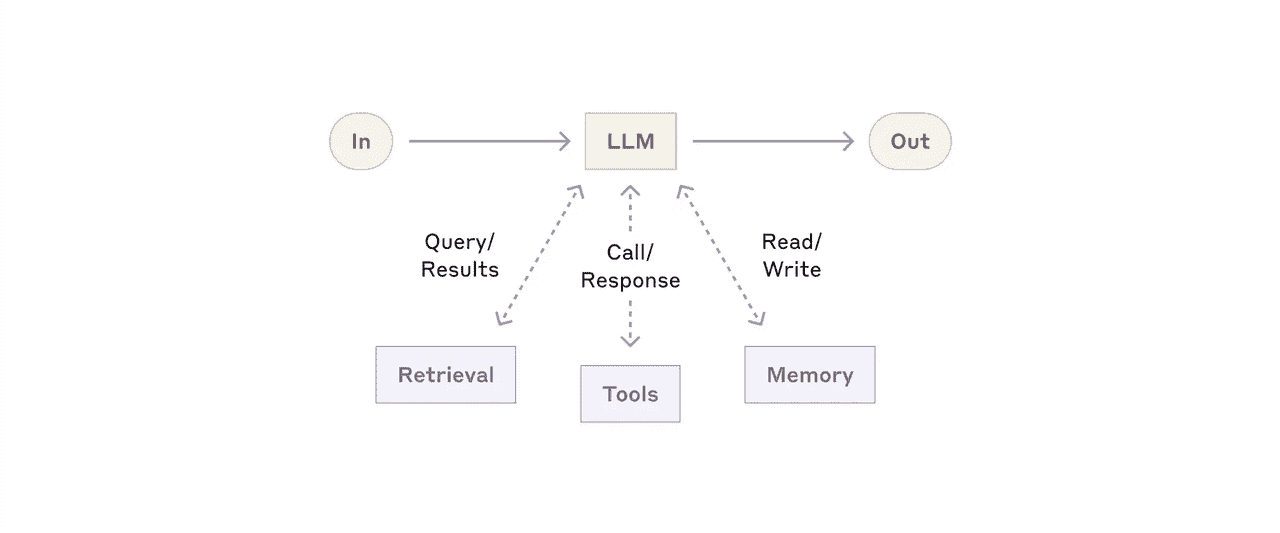 In
LLM
Out
Query/
Results
Call/
Response
Read/
Write
Retrieval
Tools
Memory